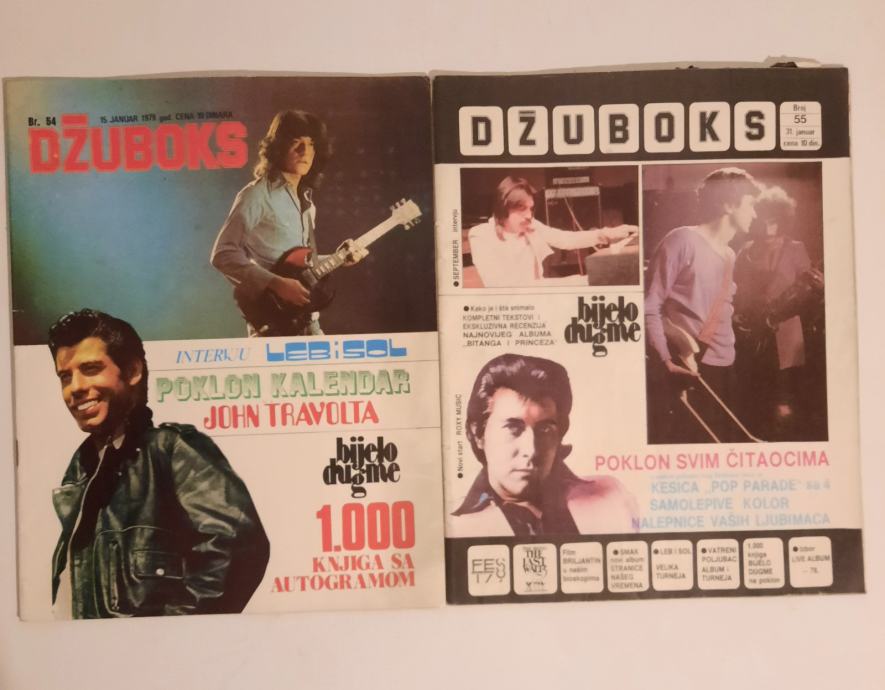 Br. 54
15 JANUAR 1979 god. CENA 10 DINARA
DŽUBOKS
INTERVJU LEB i SOL
POKLON KALENDAR
JOHN TRAVOLTA
bijelo
dugme
1.000
KNJIGA SA
AUTOGRAMOM
DŽUBOKS
Broj
55
31. januar
cena 10 din.
● SEPTEMBER intervju
● Kako je i šta snimalo
KOMPLETNI TEKSTOVI I
EKSKLUZIVNA RECENZIJA
NAJNOVIJEG ALBUMA
„BITANGA I PRINCEZA"
bijelo
dugme
● Novi start ROXY MUSIC
POKLON SVIM ČITAOCIMA
KESICA „POP PARADE" sa 4
SAMOLEPIVE KOLOR
NALEPNICE VAŠIH LJUBIMACA
FEST
79
THE
LAST
WALTZ
Film
BRILJANTIN
u našim
bioskopima
● SMAK
novi album
STRANICE
NAŠEG
VREMENA
● LEB I SOL
VELIKA
TURNEJA
● VATRENI
POLJUBAC
ALBUM i
TURNEJA
1.000
knjiga
BIJELO
DUGME
na poklon
● Izbor
LIVE ALBUM
– 78.